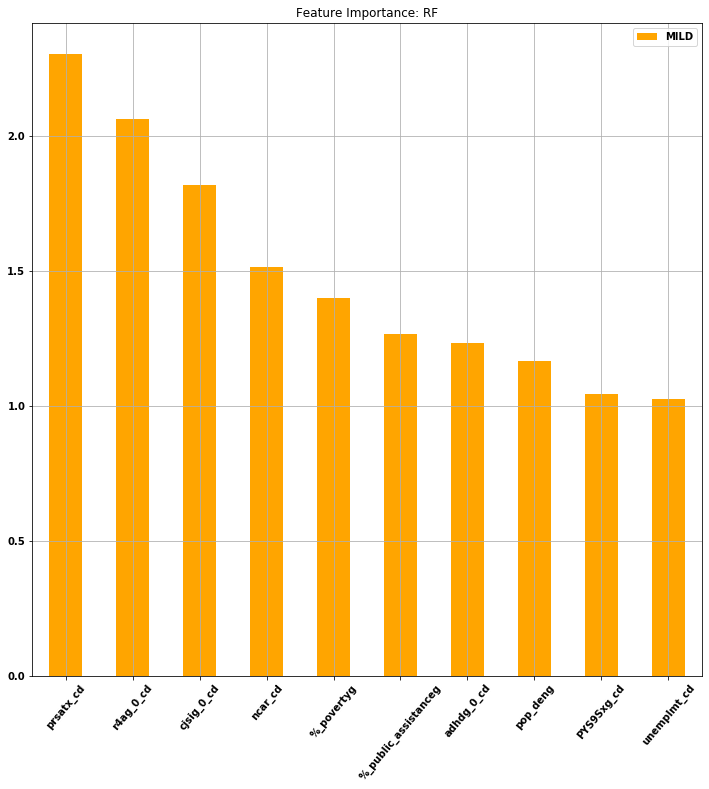 Feature Importance: RF
MILD
2.0
1.5
1.0
0.5
0.0
prsatx_cd
r4ag_0_cd
cjsig_0_cd
ncar_cd
%_povertyg
%_public_assistanceg
adhdg_0_cd
pop_deng
PYS9Sxg_cd
unemplmt_cd